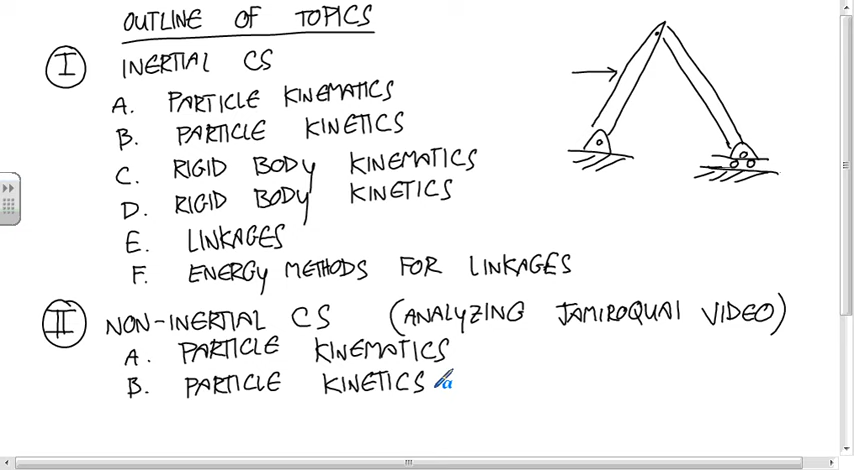 OUTLINE OF TOPICS
I INERTIAL CS
A. PARTICLE KINEMATICS
B. PARTICLE KINETICS
C. RIGID BODY KINEMATICS
D. RIGID BODY KINETICS
E. LINKAGES
F. ENERGY METHODS FOR LINKAGES
II NON-INERTIAL CS (ANALYZING JAMIROQUAI VIDEO)
A. PARTICLE KINEMATICS
B. PARTICLE KINETICS